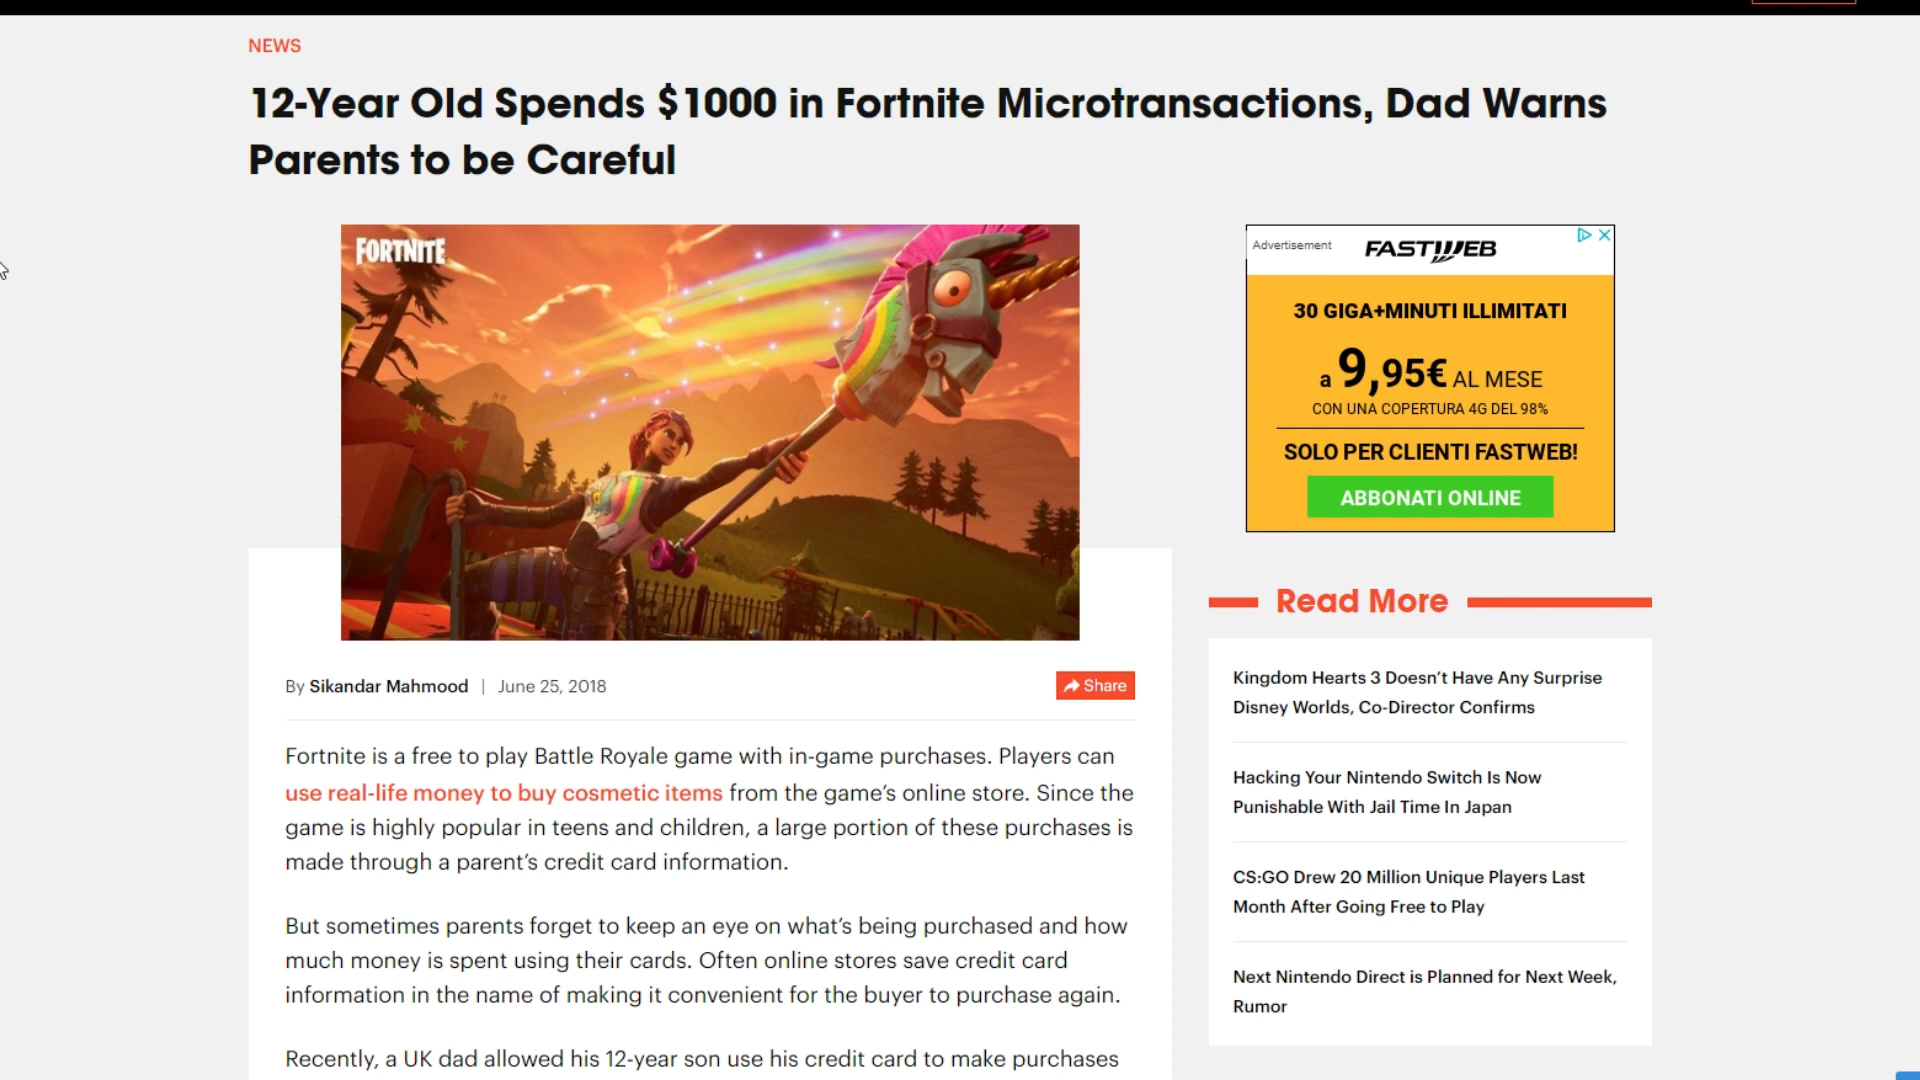 NEWS
12-Year Old Spends $1000 in Fortnite Microtransactions, Dad Warns
Parents to be Careful
FORTNITE
By Sikandar Mahmood | June 25, 2018
Share
Fortnite is a free to play Battle Royale game with in-game purchases. Players can
use real-life money to buy cosmetic items from the game’s online store. Since the
game is highly popular in teens and children, a large portion of these purchases is
made through a parent’s credit card information.
But sometimes parents forget to keep an eye on what’s being purchased and how
much money is spent using their cards. Often online stores save credit card
information in the name of making it convenient for the buyer to purchase again.
Recently, a UK dad allowed his 12-year son use his credit card to make purchases
Advertisement
FASTWEB
30 GIGA+MINUTI ILLIMITATI
a 9,95€ AL MESE
CON UNA COPERTURA 4G DEL 98%
SOLO PER CLIENTI FASTWEB!
ABBONATI ONLINE
Read More
Kingdom Hearts 3 Doesn’t Have Any Surprise
Disney Worlds, Co-Director Confirms
Hacking Your Nintendo Switch Is Now
Punishable With Jail Time In Japan
CS:GO Drew 20 Million Unique Players Last
Month After Going Free to Play
Next Nintendo Direct is Planned for Next Week,
Rumor